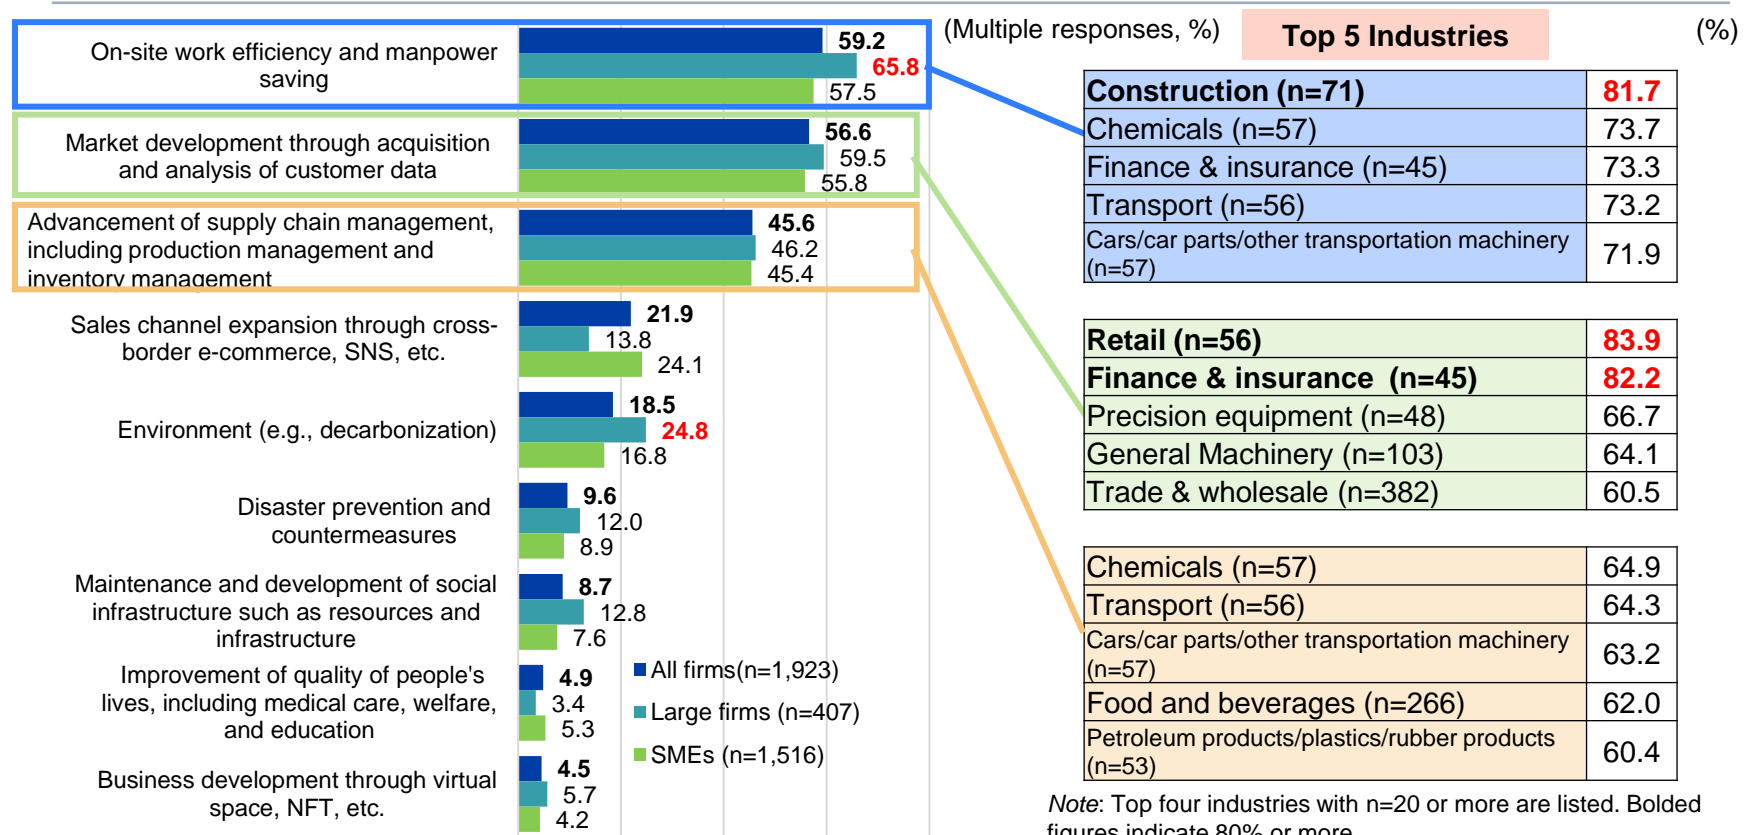 (Multiple responses, %)
Top 5 Industries
(%)
On-site work efficiency and manpower
saving
59.2
65.8
57.5
Market development through acquisition
and analysis of customer data
56.6
59.5
55.8
Advancement of supply chain management,
including production management and
inventory management
45.6
46.2
45.4
Sales channel expansion through cross-
border e-commerce, SNS, etc.
21.9
13.8
24.1
Environment (e.g., decarbonization)
18.5
24.8
16.8
Disaster prevention and
countermeasures
9.6
12.0
8.9
Maintenance and development of social
infrastructure such as resources and
infrastructure
8.7
12.8
7.6
Improvement of quality of people's
lives, including medical care, welfare,
and education
4.9
3.4
5.3
Business development through virtual
space, NFT, etc.
4.5
5.7
4.2
All firms(n=1,923)
Large firms (n=407)
SMEs (n=1,516)
Construction (n=71) 81.7
Chemicals (n=57) 73.7
Finance & insurance (n=45) 73.3
Transport (n=56) 73.2
Cars/car parts/other transportation machinery
(n=57) 71.9
Retail (n=56) 83.9
Finance & insurance (n=45) 82.2
Precision equipment (n=48) 66.7
General Machinery (n=103) 64.1
Trade & wholesale (n=382) 60.5
Chemicals (n=57) 64.9
Transport (n=56) 64.3
Cars/car parts/other transportation machinery
(n=57) 63.2
Food and beverages (n=266) 62.0
Petroleum products/plastics/rubber products
(n=53) 60.4
Note: Top four industries with n=20 or more are listed. Bolded
figures indicate 80% or more.